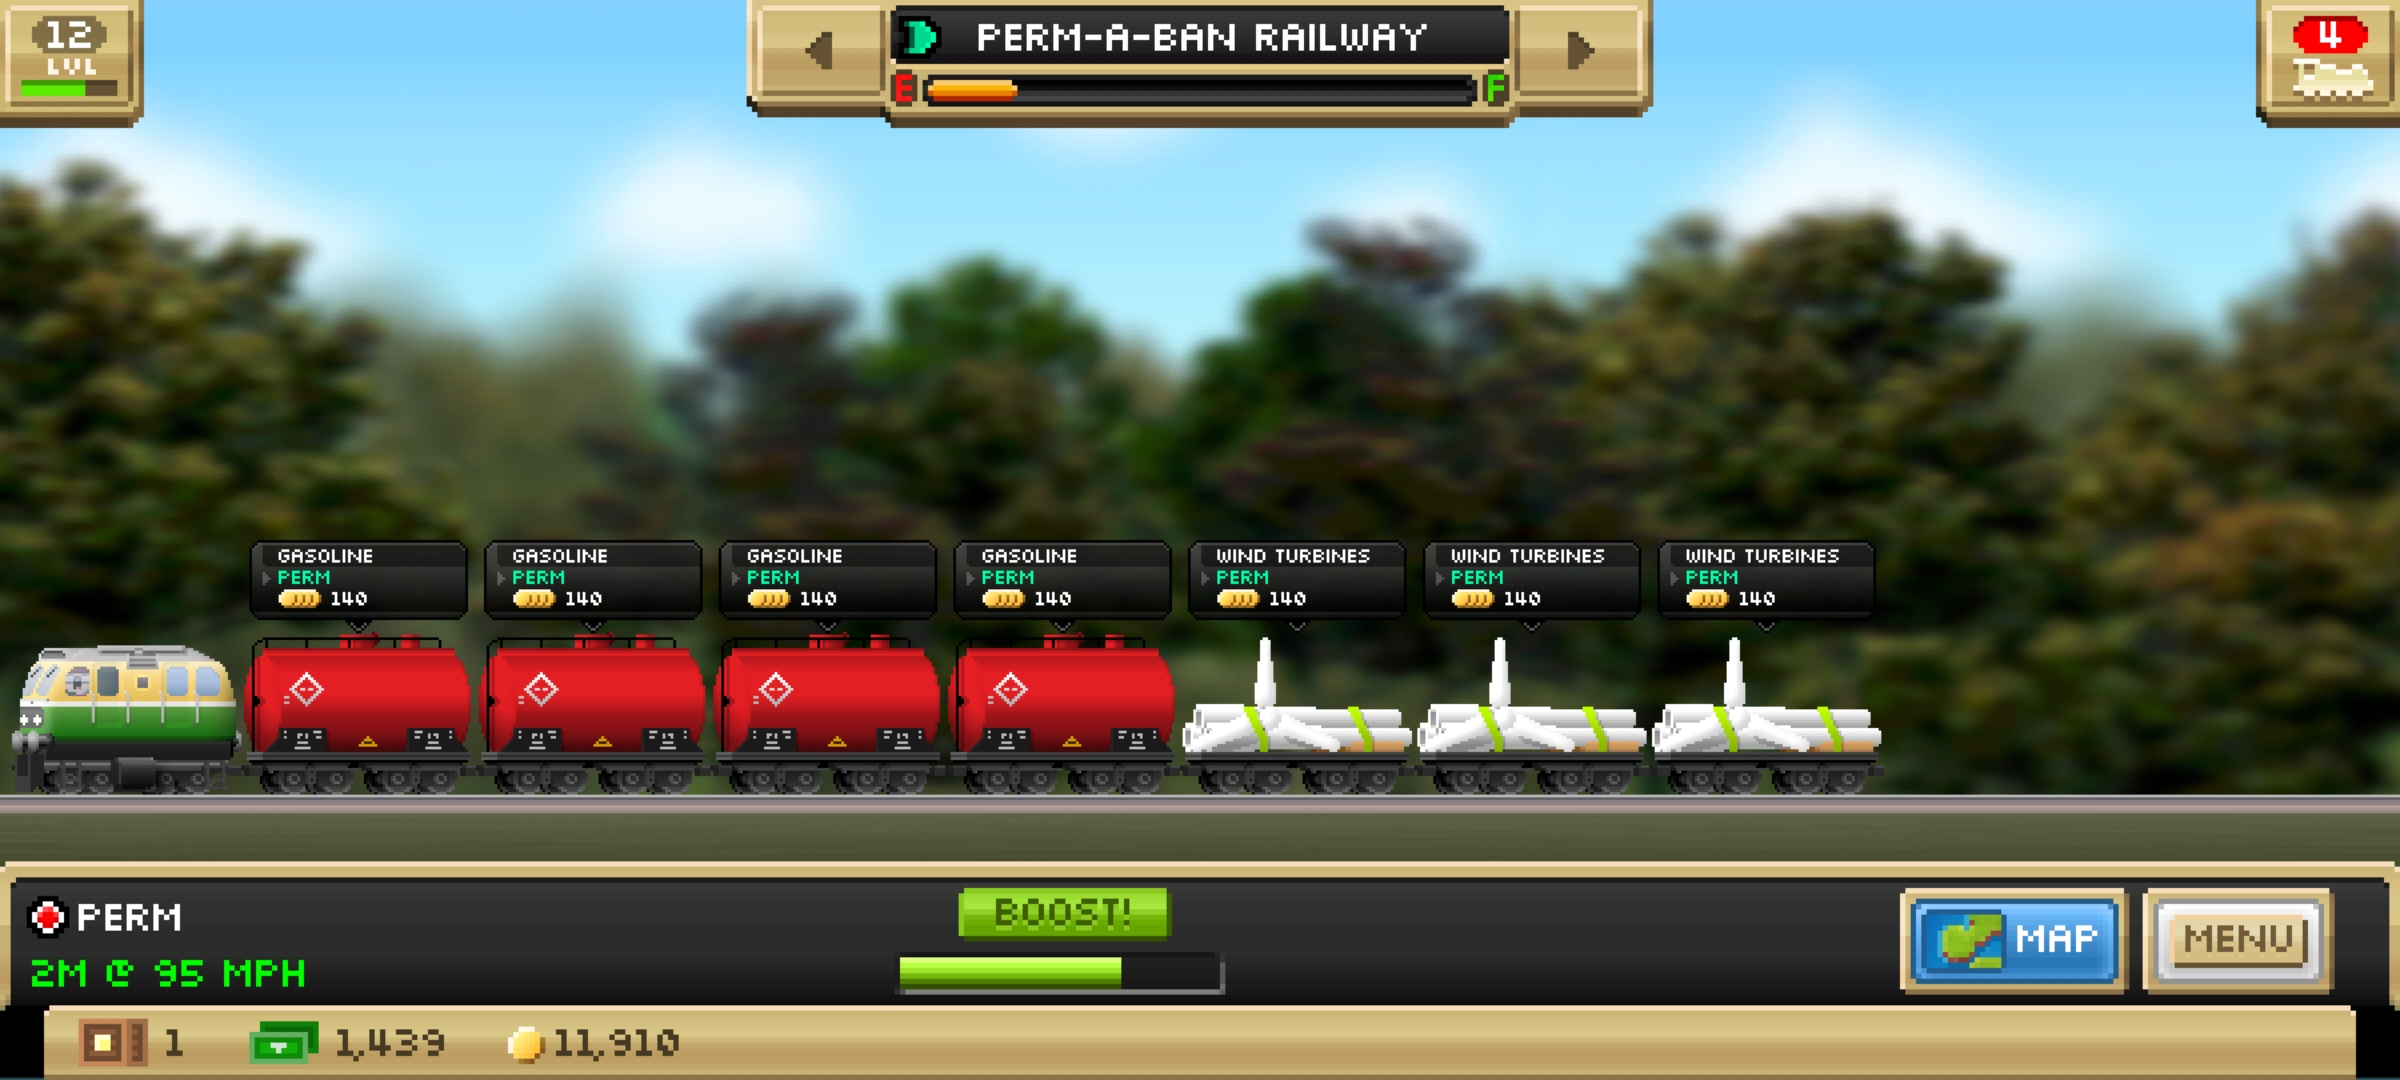 12
LVL
PERM-A-BAN RAILWAY
E F
4
GASOLINE
PERM
140
GASOLINE
PERM
140
GASOLINE
PERM
140
GASOLINE
PERM
140
WIND TURBINES
PERM
140
WIND TURBINES
PERM
140
WIND TURBINES
PERM
140
PERM
2M @ 95 MPH
BOOST!
MAP
MENU
1
1,439
11,910